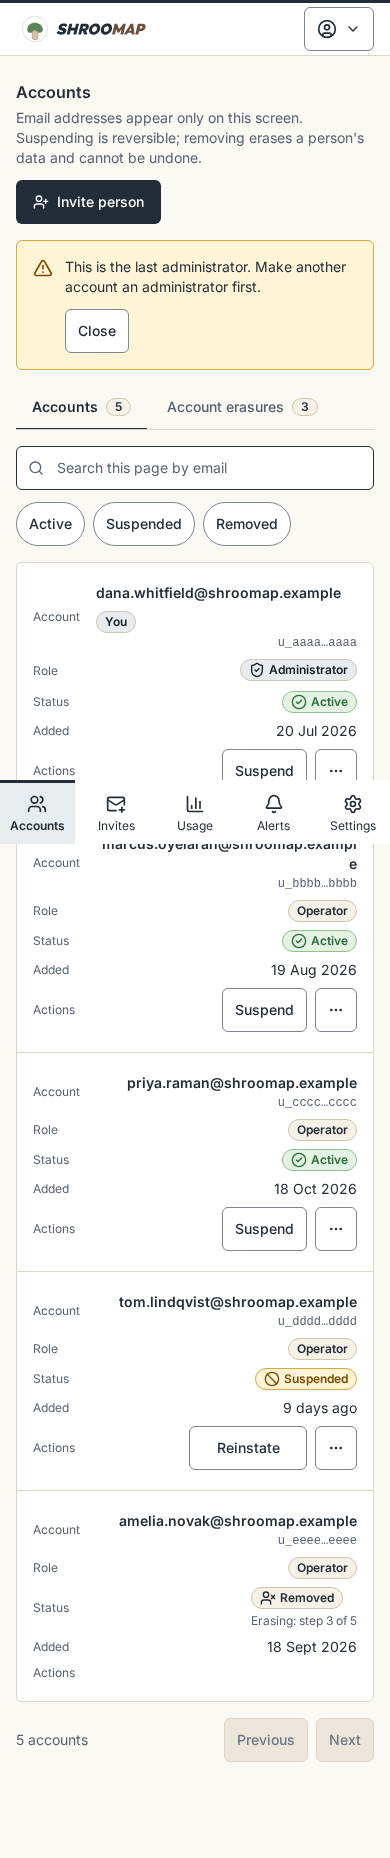 SHROOMAP
Accounts
Email addresses appear only on this screen.
Suspending is reversible; removing erases a person's
data and cannot be undone.
Invite person
This is the last administrator. Make another
account an administrator first.
Close
Accounts 5 Account erasures 3
Search this page by email
Active Suspended Removed
dana.whitfield@shroomap.example
Account You
u_aaaa…aaaa
Role Administrator
Status Active
Added 20 Jul 2026
Actions Suspend ...
Accounts Invites Usage Alerts Settings
marcus.oyelaran@shroomap.exampl
Account e
u_bbbb…bbbb
Role Operator
Status Active
Added 19 Aug 2026
Actions Suspend ...
Account priya.raman@shroomap.example
u_cccc…cccc
Role Operator
Status Active
Added 18 Oct 2026
Actions Suspend ...
Account tom.lindqvist@shroomap.example
u_dddd…dddd
Role Operator
Status Suspended
Added 9 days ago
Actions Reinstate ...
Account amelia.novak@shroomap.example
u_eeee…eeee
Role Operator
Status Removed
Erasing: step 3 of 5
Added 18 Sept 2026
Actions
5 accounts Previous Next